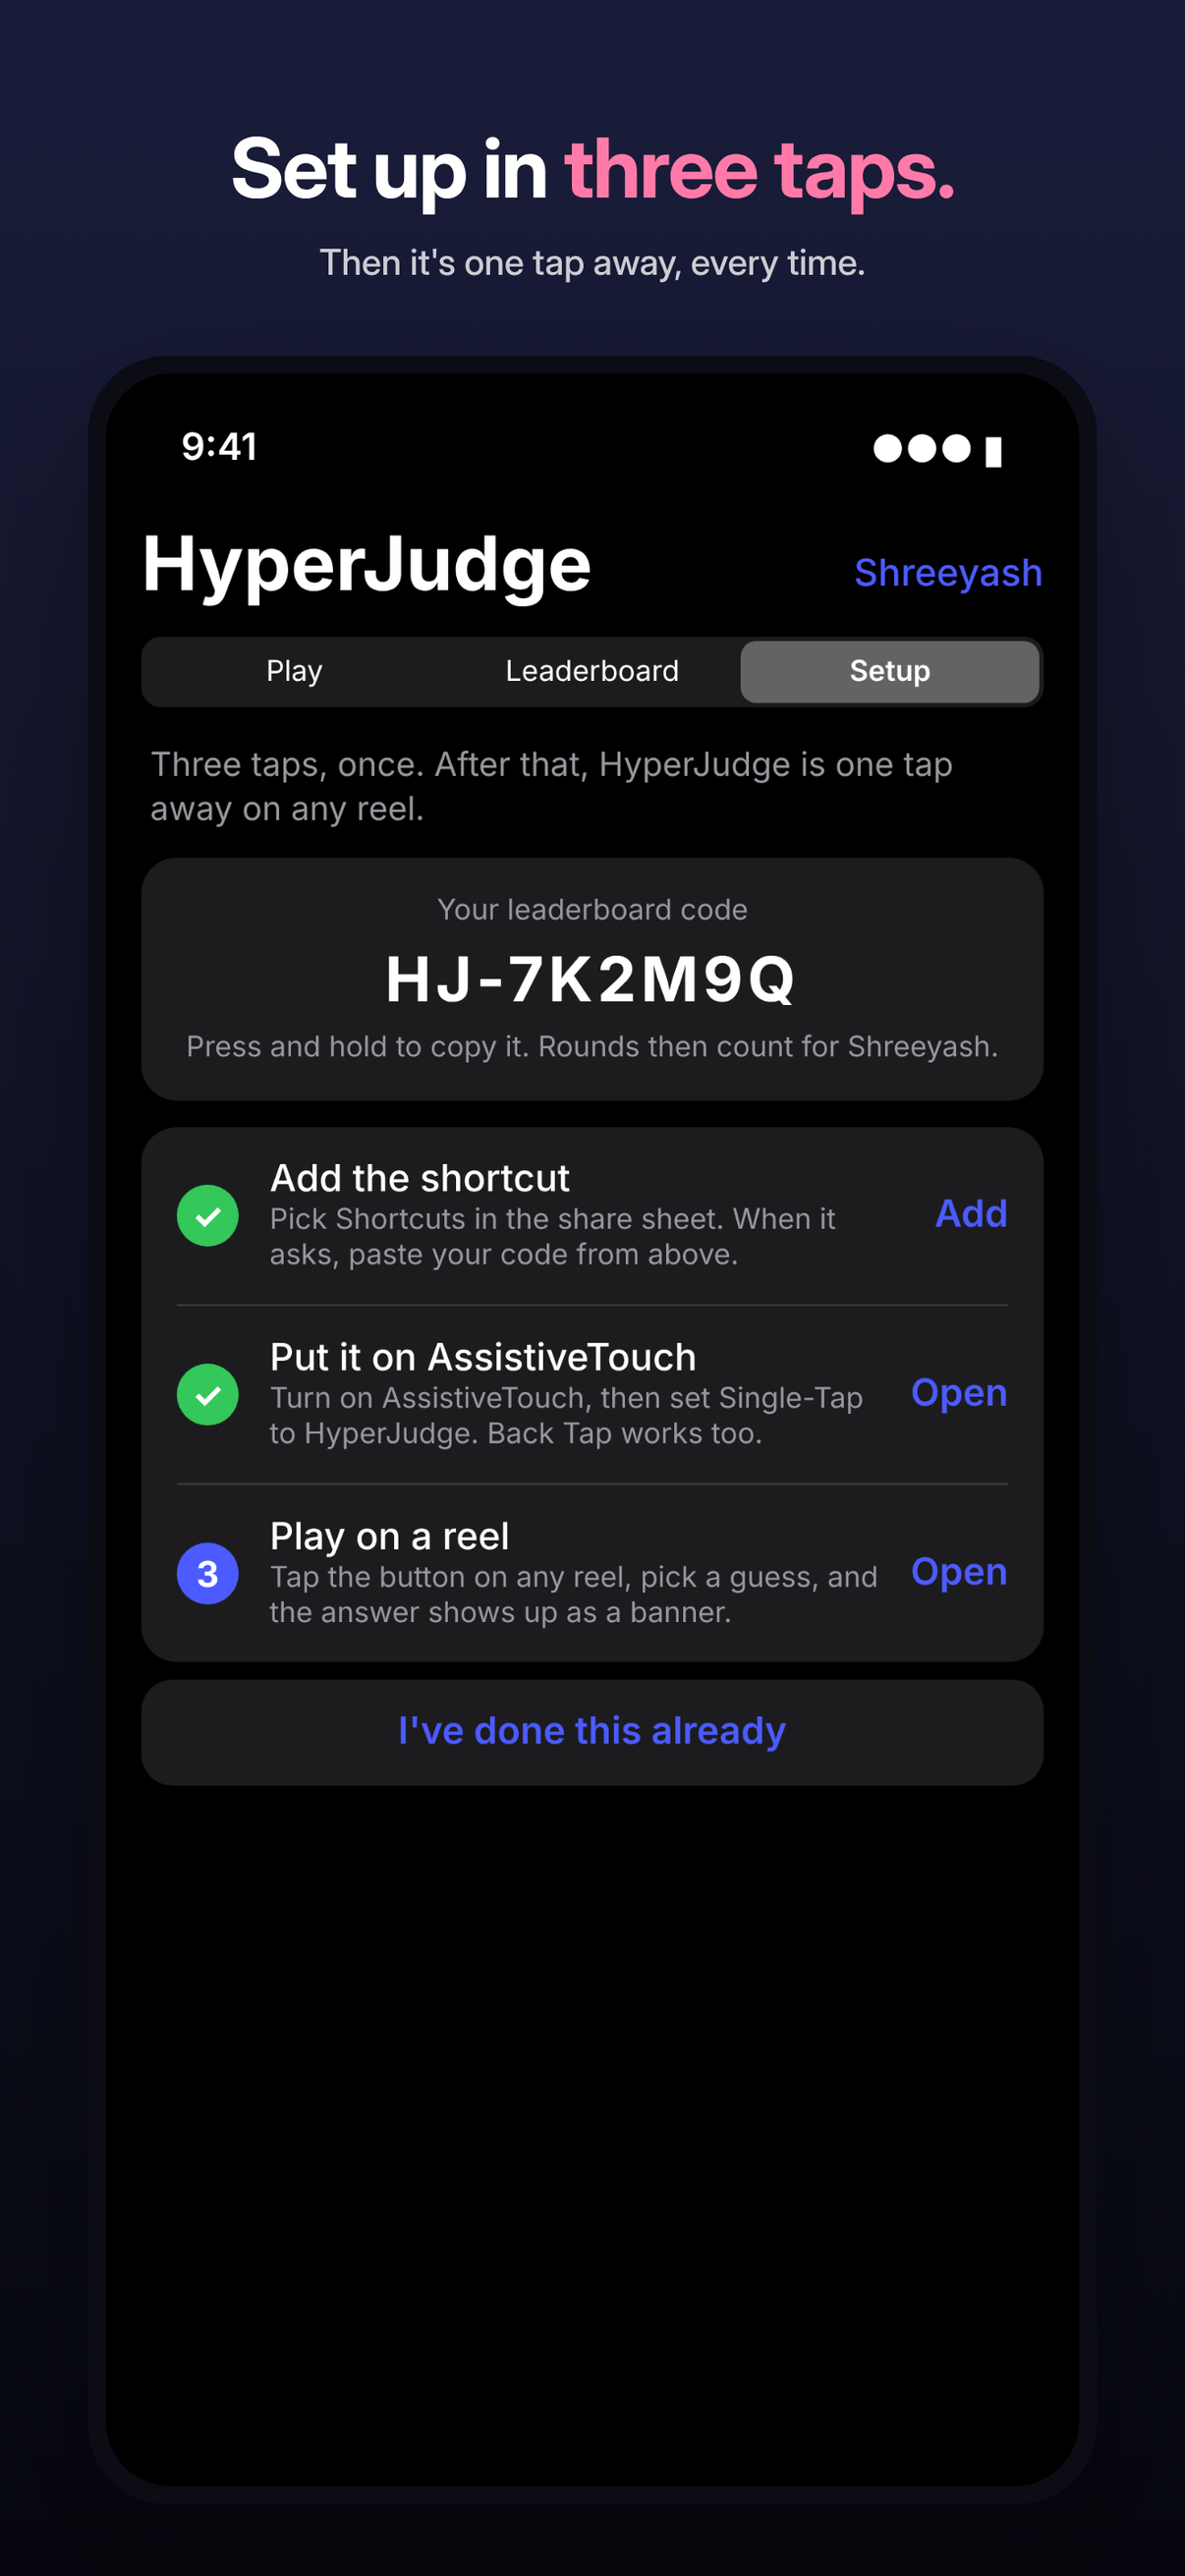 Set up in three taps.
Then it's one tap away, every time.
9:41
HyperJudge
Shreeyash
Play
Leaderboard
Setup
Three taps, once. After that, HyperJudge is one tap
away on any reel.
Your leaderboard code
HJ-7K2M9Q
Press and hold to copy it. Rounds then count for Shreeyash.
Add the shortcut
Pick Shortcuts in the share sheet. When it
asks, paste your code from above.
Add
Put it on AssistiveTouch
Turn on AssistiveTouch, then set Single-Tap
to HyperJudge. Back Tap works too.
Open
3
Play on a reel
Tap the button on any reel, pick a guess, and
the answer shows up as a banner.
Open
I've done this already